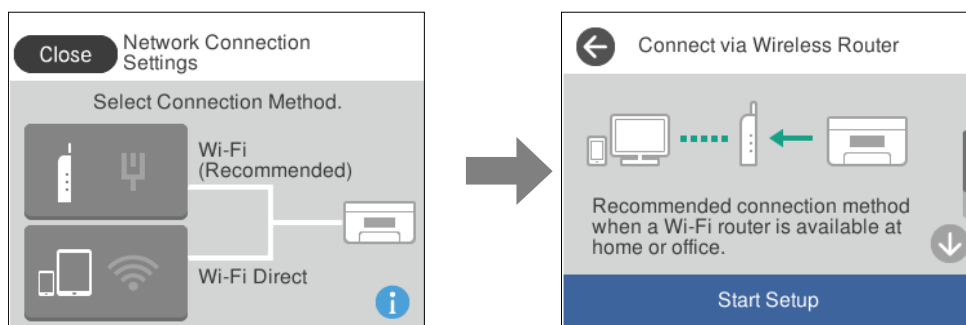 Close
Network Connection
Settings
Select Connection Method.
Wi-Fi
(Recommended)
Wi-Fi Direct
i
Connect via Wireless Router
Recommended connection method
when a Wi-Fi router is available at
home or office.
Start Setup